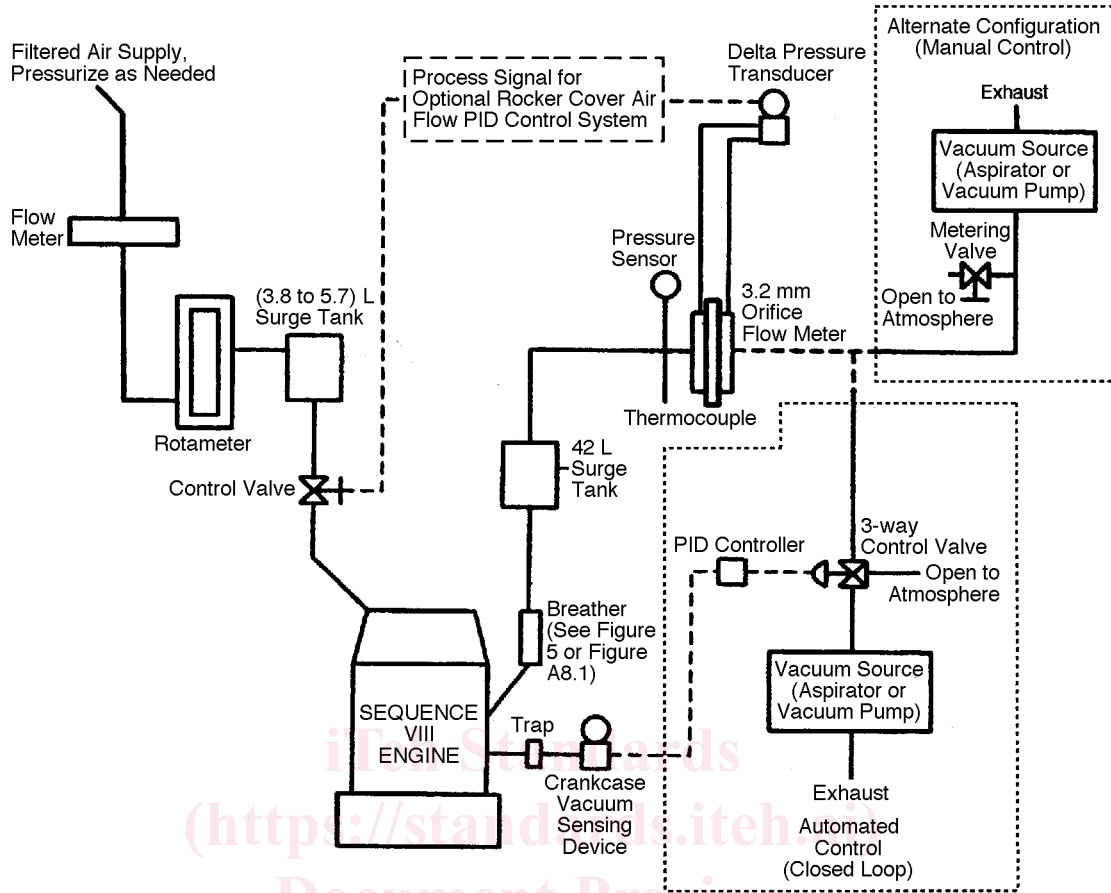 Filtered Air Supply,
Pressurize as Needed
Flow
Meter
(3.8 to 5.7) L
Surge Tank
Rotameter
Control Valve
Process Signal for
Optional Rocker Cover Air
Flow PID Control System
Delta Pressure
Transducer
Pressure
Sensor
3.2 mm
Orifice
Flow Meter
Thermocouple
42 L
Surge
Tank
Breather
(See Figure
5 or Figure
A8.1)
SEQUENCE
VIII
ENGINE
Trap
Crankcase
Vacuum
Sensing
Device
Alternate Configuration
(Manual Control)
Exhaust
Vacuum Source
(Aspirator or
Vacuum Pump)
Metering
Valve
Open to
Atmosphere
PID Controller
3-way
Control Valve
Open to
Atmosphere
Vacuum Source
(Aspirator or
Vacuum Pump)
Exhaust
Automated
Control
(Closed Loop)
iTeh Standards
(https://standards.iteh.ai)
Document Preview